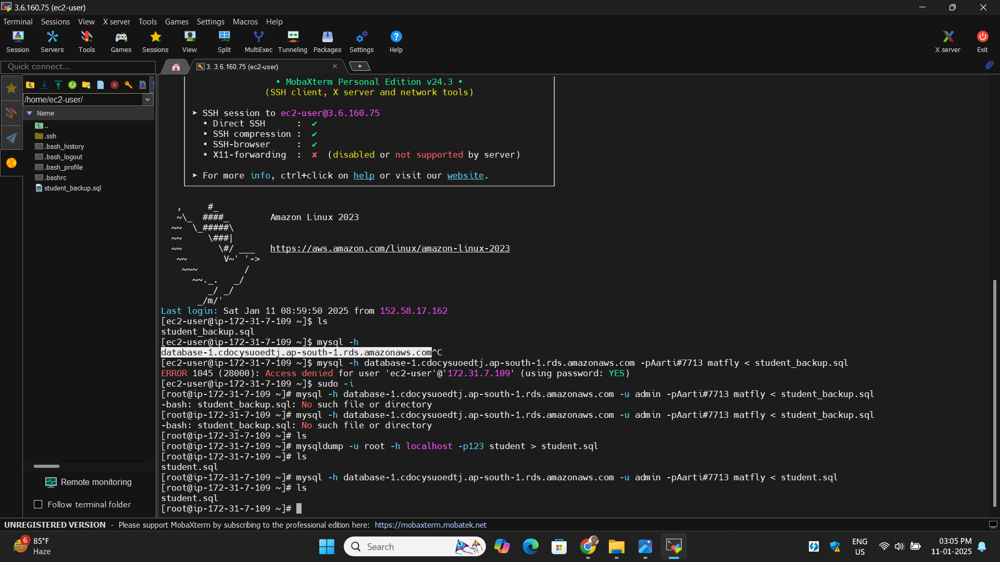 3.6.160.75 (ec2-user)
Terminal Sessions View X server Tools Games Settings Macros Help
Session Servers Tools Games Sessions View Split MultiExec Tunneling Packages Settings Help X server Exit
Quick connect...
3. 3.6.160.75 (ec2-user)
/home/ec2-user/
Name
..
.ssh
.bash_history
.bash_logout
.bash_profile
.bashrc
student_backup.sql
Remote monitoring
Follow terminal folder
• MobaXterm Personal Edition v24.3 •
(SSH client, X server and network tools)
➤ SSH session to ec2-user@3.6.160.75
• Direct SSH : ✔
• SSH compression : ✔
• SSH-browser : ✔
• X11-forwarding : ✘ (disabled or not supported by server)
➤ For more info, ctrl+click on help or visit our website.
   ,     #_
   ~\_  ####_        Amazon Linux 2023
  ~~  \_#####\
  ~~     \###|
  ~~       \#/ ___   https://aws.amazon.com/linux/amazon-linux-2023
   ~~       V~' '->
    ~~~         /
      ~~._.   _/
         _/ _/
       _/m/'
Last login: Sat Jan 11 08:59:50 2025 from 152.58.17.162
[ec2-user@ip-172-31-7-109 ~]$ ls
student_backup.sql
[ec2-user@ip-172-31-7-109 ~]$ mysql -h
database-1.cdocysuoedtj.ap-south-1.rds.amazonaws.com^C
[ec2-user@ip-172-31-7-109 ~]$ mysql -h database-1.cdocysuoedtj.ap-south-1.rds.amazonaws.com -pAarti#7713 matfly < student_backup.sql
ERROR 1045 (28000): Access denied for user 'ec2-user'@'172.31.7.109' (using password: YES)
[ec2-user@ip-172-31-7-109 ~]$ sudo -i
[root@ip-172-31-7-109 ~]# mysql -h database-1.cdocysuoedtj.ap-south-1.rds.amazonaws.com -u admin -pAarti#7713 matfly < student_backup.sql
-bash: student_backup.sql: No such file or directory
[root@ip-172-31-7-109 ~]# mysql -h database-1.cdocysuoedtj.ap-south-1.rds.amazonaws.com -u admin -pAarti#7713 matfly < student_backup.sql
-bash: student_backup.sql: No such file or directory
[root@ip-172-31-7-109 ~]# ls
[root@ip-172-31-7-109 ~]# mysqldump -u root -h localhost -p123 student > student.sql
[root@ip-172-31-7-109 ~]# ls
student.sql
[root@ip-172-31-7-109 ~]# mysql -h database-1.cdocysuoedtj.ap-south-1.rds.amazonaws.com -u admin -pAarti#7713 matfly < student.sql
[root@ip-172-31-7-109 ~]# ls
student.sql
[root@ip-172-31-7-109 ~]#
UNREGISTERED VERSION - Please support MobaXterm by subscribing to the professional edition here: https://mobaxterm.mobatek.net
6
85°F
Haze
Search
ENG
US
03:05 PM
11-01-2025